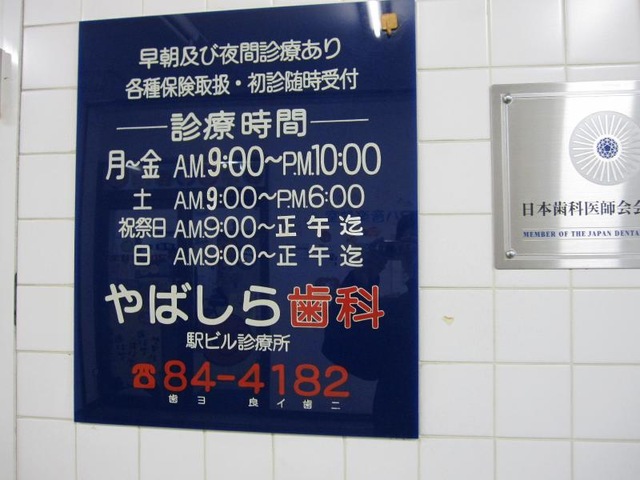 早朝及び夜間診療あり
各種保険取扱・初診随時受付
診療時間
月~金 A.M.9:00~P.M.10:00
土 A.M.9:00~P.M.6:00
祝祭日 A.M.9:00~正午迄
日 A.M.9:00~正午迄
やばしら歯科
駅ビル診療所
☎84-4182
歯ヨ 良イ歯ニ
日本歯科医師会会
MEMBER OF THE JAPAN DENTA